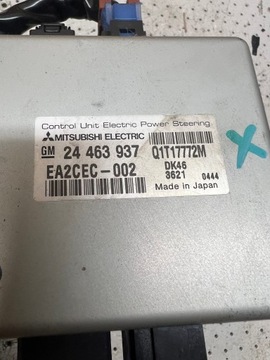 Control Unit Electric Power Steering
MITSUBISHI ELECTRIC
GM 24 463 937 Q1T17772M
EA2CEC-002 DK46
3621 0444
Made in Japan